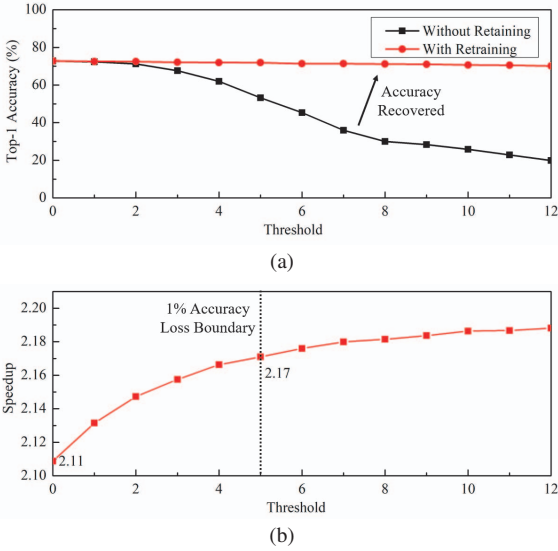 (a)
100
80
60
40
20
0
Top-1 Accuracy (%)
Without Retaining
With Retraining
Accuracy
Recovered
0 2 4 6 8 10 12
Threshold
(a)
2.20
2.18
2.16
2.14
2.12
2.10
Speedup
1% Accuracy
Loss Boundary
2.17
2.11
0 2 4 6 8 10 12
Threshold
(b)